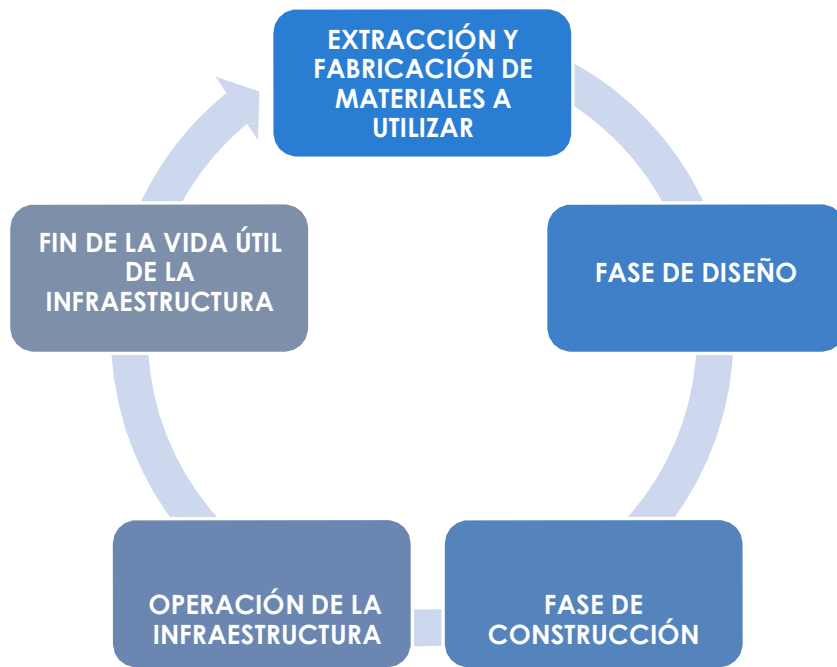 EXTRACCIÓN Y
FABRICACIÓN DE
MATERIALES A
UTILIZAR
FASE DE DISEÑO
FASE DE
CONSTRUCCIÓN
OPERACIÓN DE LA
INFRAESTRUCTURA
FIN DE LA VIDA ÚTIL
DE LA
INFRAESTRUCTURA